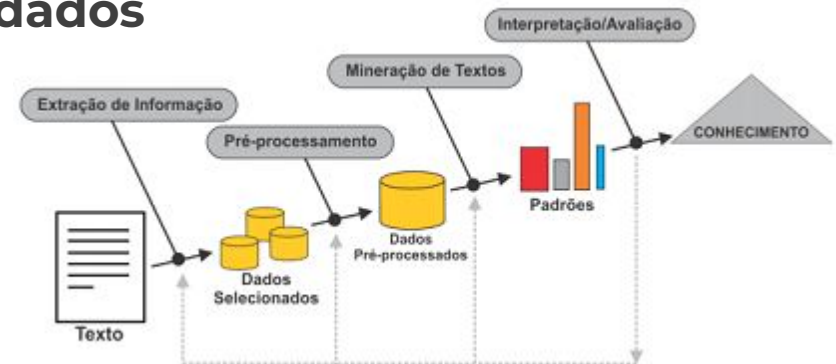 dados
Interpretação/Avaliação
Mineração de Textos
Extração de Informação
Pré-processamento
CONHECIMENTO
Padrões
Dados
Pré-processados
Dados
Selecionados
Texto